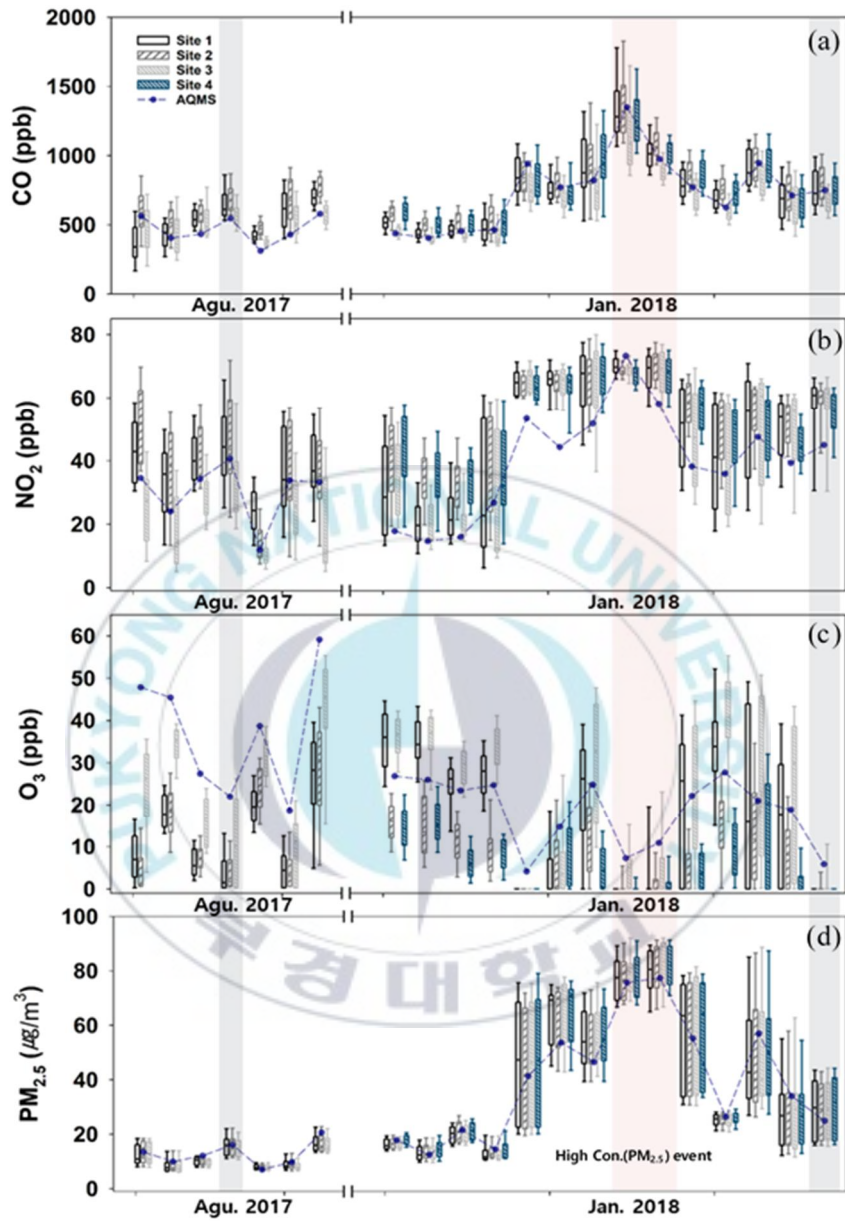 2000
1500
1000
500
0
CO (ppb)
Site 1
Site 2
Site 3
Site 4
AQMS
(a)
Agu. 2017
Jan. 2018
80
60
40
20
0
NO2 (ppb)
(b)
Agu. 2017
Jan. 2018
60
50
40
30
20
10
0
O3 (ppb)
(c)
Agu. 2017
Jan. 2018
100
80
60
40
20
0
PM2.5 (㎍/m³)
(d)
High Con.(PM2.5) event
Agu. 2017
Jan. 2018
PUKYONG NATIONAL UNIVERSITY
부경대학교